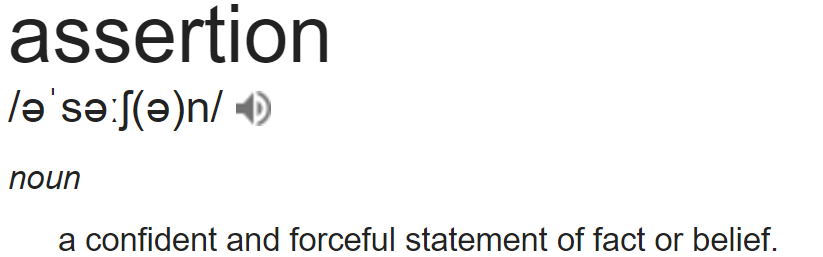 assertion
/əˈsəːʃ(ə)n/
noun
a confident and forceful statement of fact or belief.